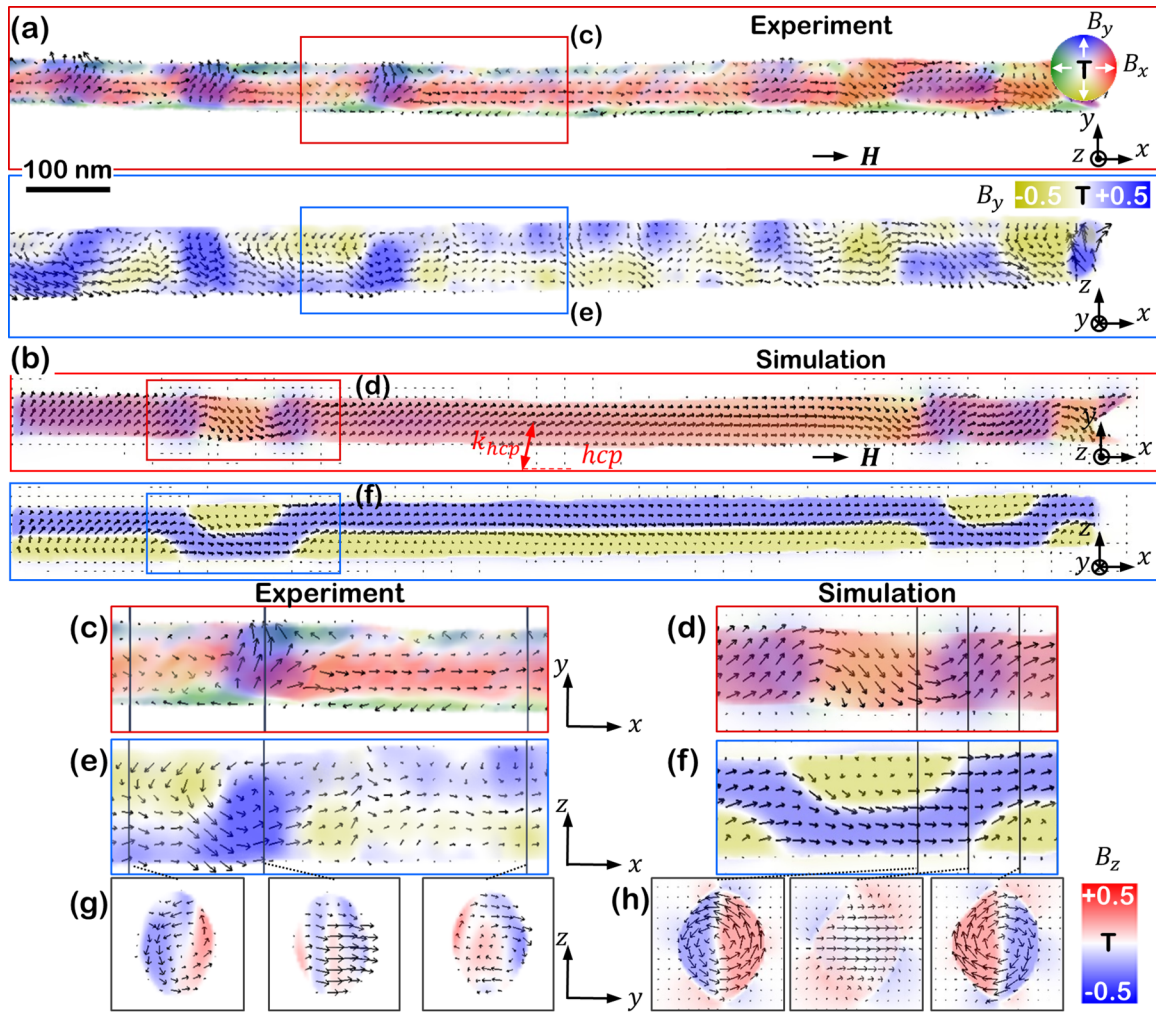 (a)
(c)
Experiment
B_y
T
B_x
y
z
x
H
100 nm
B_y
-0.5 T +0.5
z
(e)
y
x
(b)
Simulation
(d)
k_hcp
hcp
H
y
z
x
(f)
z
y
x
Experiment
Simulation
(c)
y
x
(d)
(e)
z
x
(f)
B_z
(g)
z
y
(h)
+0.5
T
-0.5